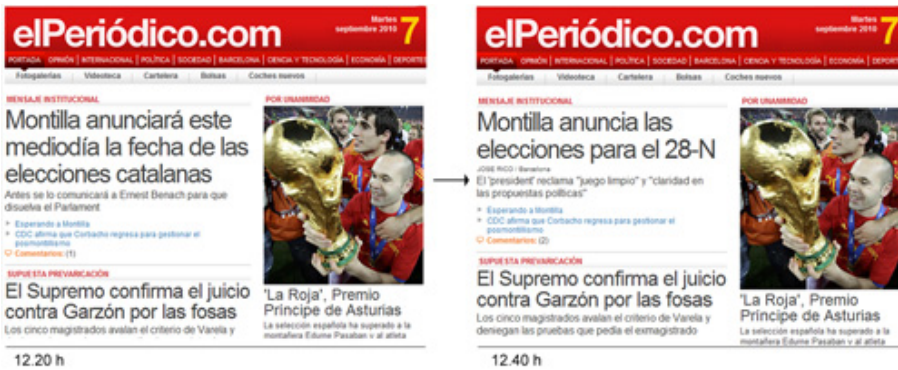 elPeriódico.com
Martes
septiembre 2010 7
PORTADA OPINIÓN INTERNACIONAL POLÍTICA SOCIEDAD BARCELONA CIENCIA Y TECNOLOGÍA ECONOMÍA DEPORTE
Fotogalerías Videoteca Cartelera Bolsas Coches nuevos
MENSAJE INSTITUCIONAL
Montilla anunciará este
mediodía la fecha de las
elecciones catalanas
Antes se lo comunicará a Ernest Benach para que
disuelva el Parlament
Esperando a Montilla
CDC afirma que Corbacho regresa para gestionar el
posmontillismo
Comentarios: (1)
SUPUESTA PREVARICACIÓN
El Supremo confirma el juicio
contra Garzón por las fosas
Los cinco magistrados avalan el criterio de Varela y
POR UNANIMIDAD
'La Roja', Premio
Príncipe de Asturias
La selección española ha superado a la
montañera Edurne Pasaban y al atleta
12.20 h
elPeriódico.com
Martes
septiembre 2010 7
PORTADA OPINIÓN INTERNACIONAL POLÍTICA SOCIEDAD BARCELONA CIENCIA Y TECNOLOGÍA ECONOMÍA DEPORT
Fotogalerías Videoteca Cartelera Bolsas Coches nuevos
MENSAJE INSTITUCIONAL
Montilla anuncia las
elecciones para el 28-N
JOSE RICO / Barcelona
El 'president' reclama "juego limpio" y "claridad en
las propuestas políticas"
Esperando a Montilla
CDC afirma que Corbacho regresa para gestionar el
posmontillismo
Comentarios: (2)
SUPUESTA PREVARICACIÓN
El Supremo confirma el juicio
contra Garzón por las fosas
Los cinco magistrados avalan el criterio de Varela y
deniegan las pruebas que pedía el exmagistrado
POR UNANIMIDAD
'La Roja', Premio
Príncipe de Asturias
La selección española ha superado a la
montañera Edurne Pasaban y al atleta
12.40 h